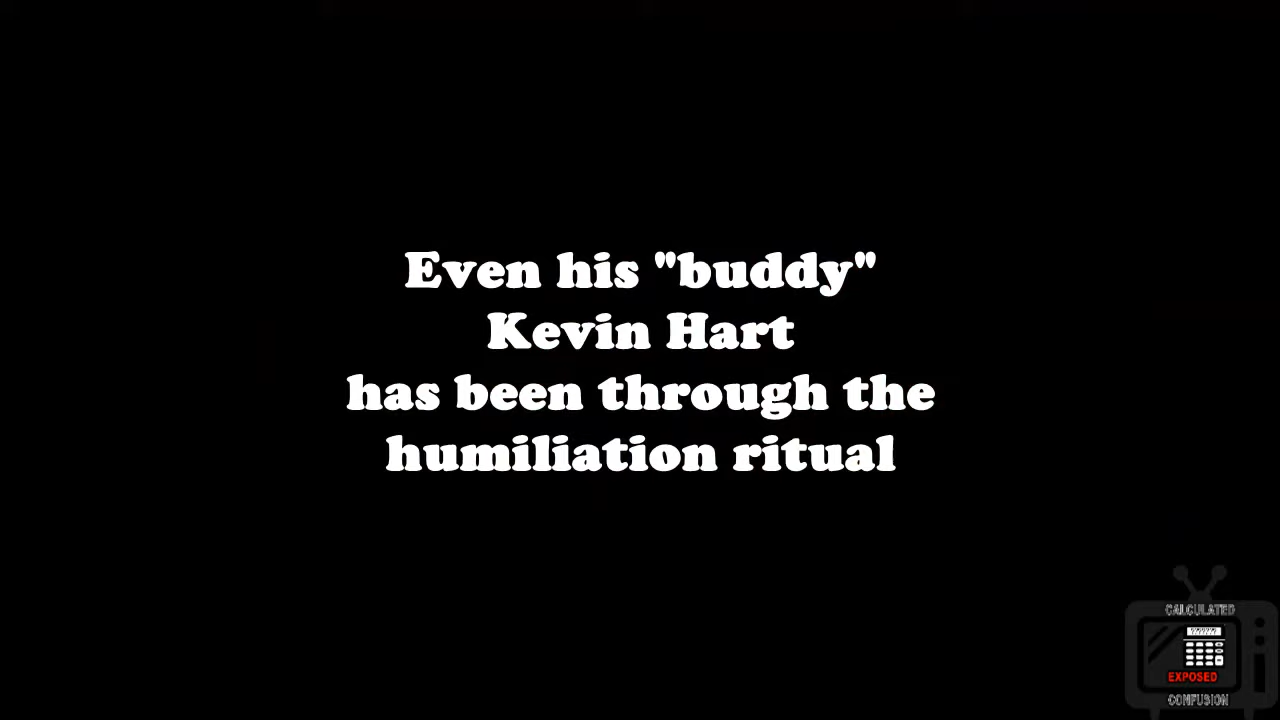 Even his "buddy"
Kevin Hart
has been through the
humiliation ritual
CALCULATED
EXPOSED
CONFUSION